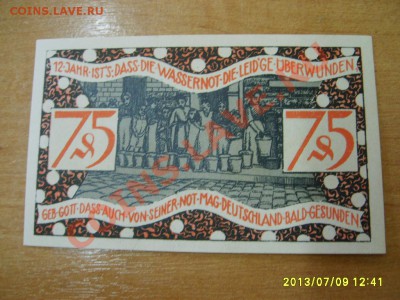 COINS.LAVE.RU
12·JAHR·IST'S·DASS·DIE·WASSERNOT·DIE·LEID'GE·ÜBERWUNDEN
75 75
GEB·GOTT·DASS·AUCH·VON·SEINER·NOT·MAG·DEUTSCHLAND·BALD·GESUNDEN
COINS.LAVE.RU
2013/07/09 12:41